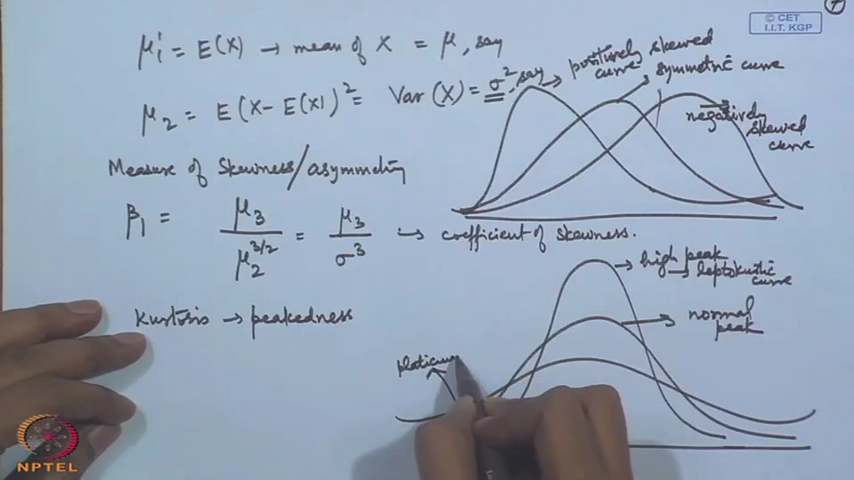 © CET
I.I.T. KGP
μ₁' = E(X) → mean of X = μ, say
μ₂ = E(X - E(X))² = Var(X) = σ², say
positively skewed
curve
symmetric curve
negatively
skewed
curve
Measure of Skewness/asymmetry
β₁ = μ₃ / μ₂^{3/2} = μ₃ / σ³ → coefficient of skewness.
high peak
→ leptokurtic
curve
Kurtosis → peakedness
normal
peak
NPTEL